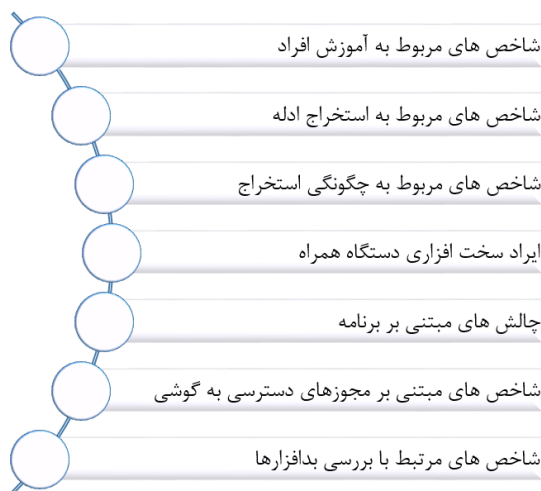 شاخص های مربوط به آموزش افراد
شاخص های مربوط به استخراج ادله
شاخص های مربوط به چگونگی استخراج
ایراد سخت افزاری دستگاه همراه
چالش های مبتنی بر برنامه
شاخص های مبتنی بر مجوزهای دسترسی به گوشی
شاخص های مرتبط با بررسی بدافزارها